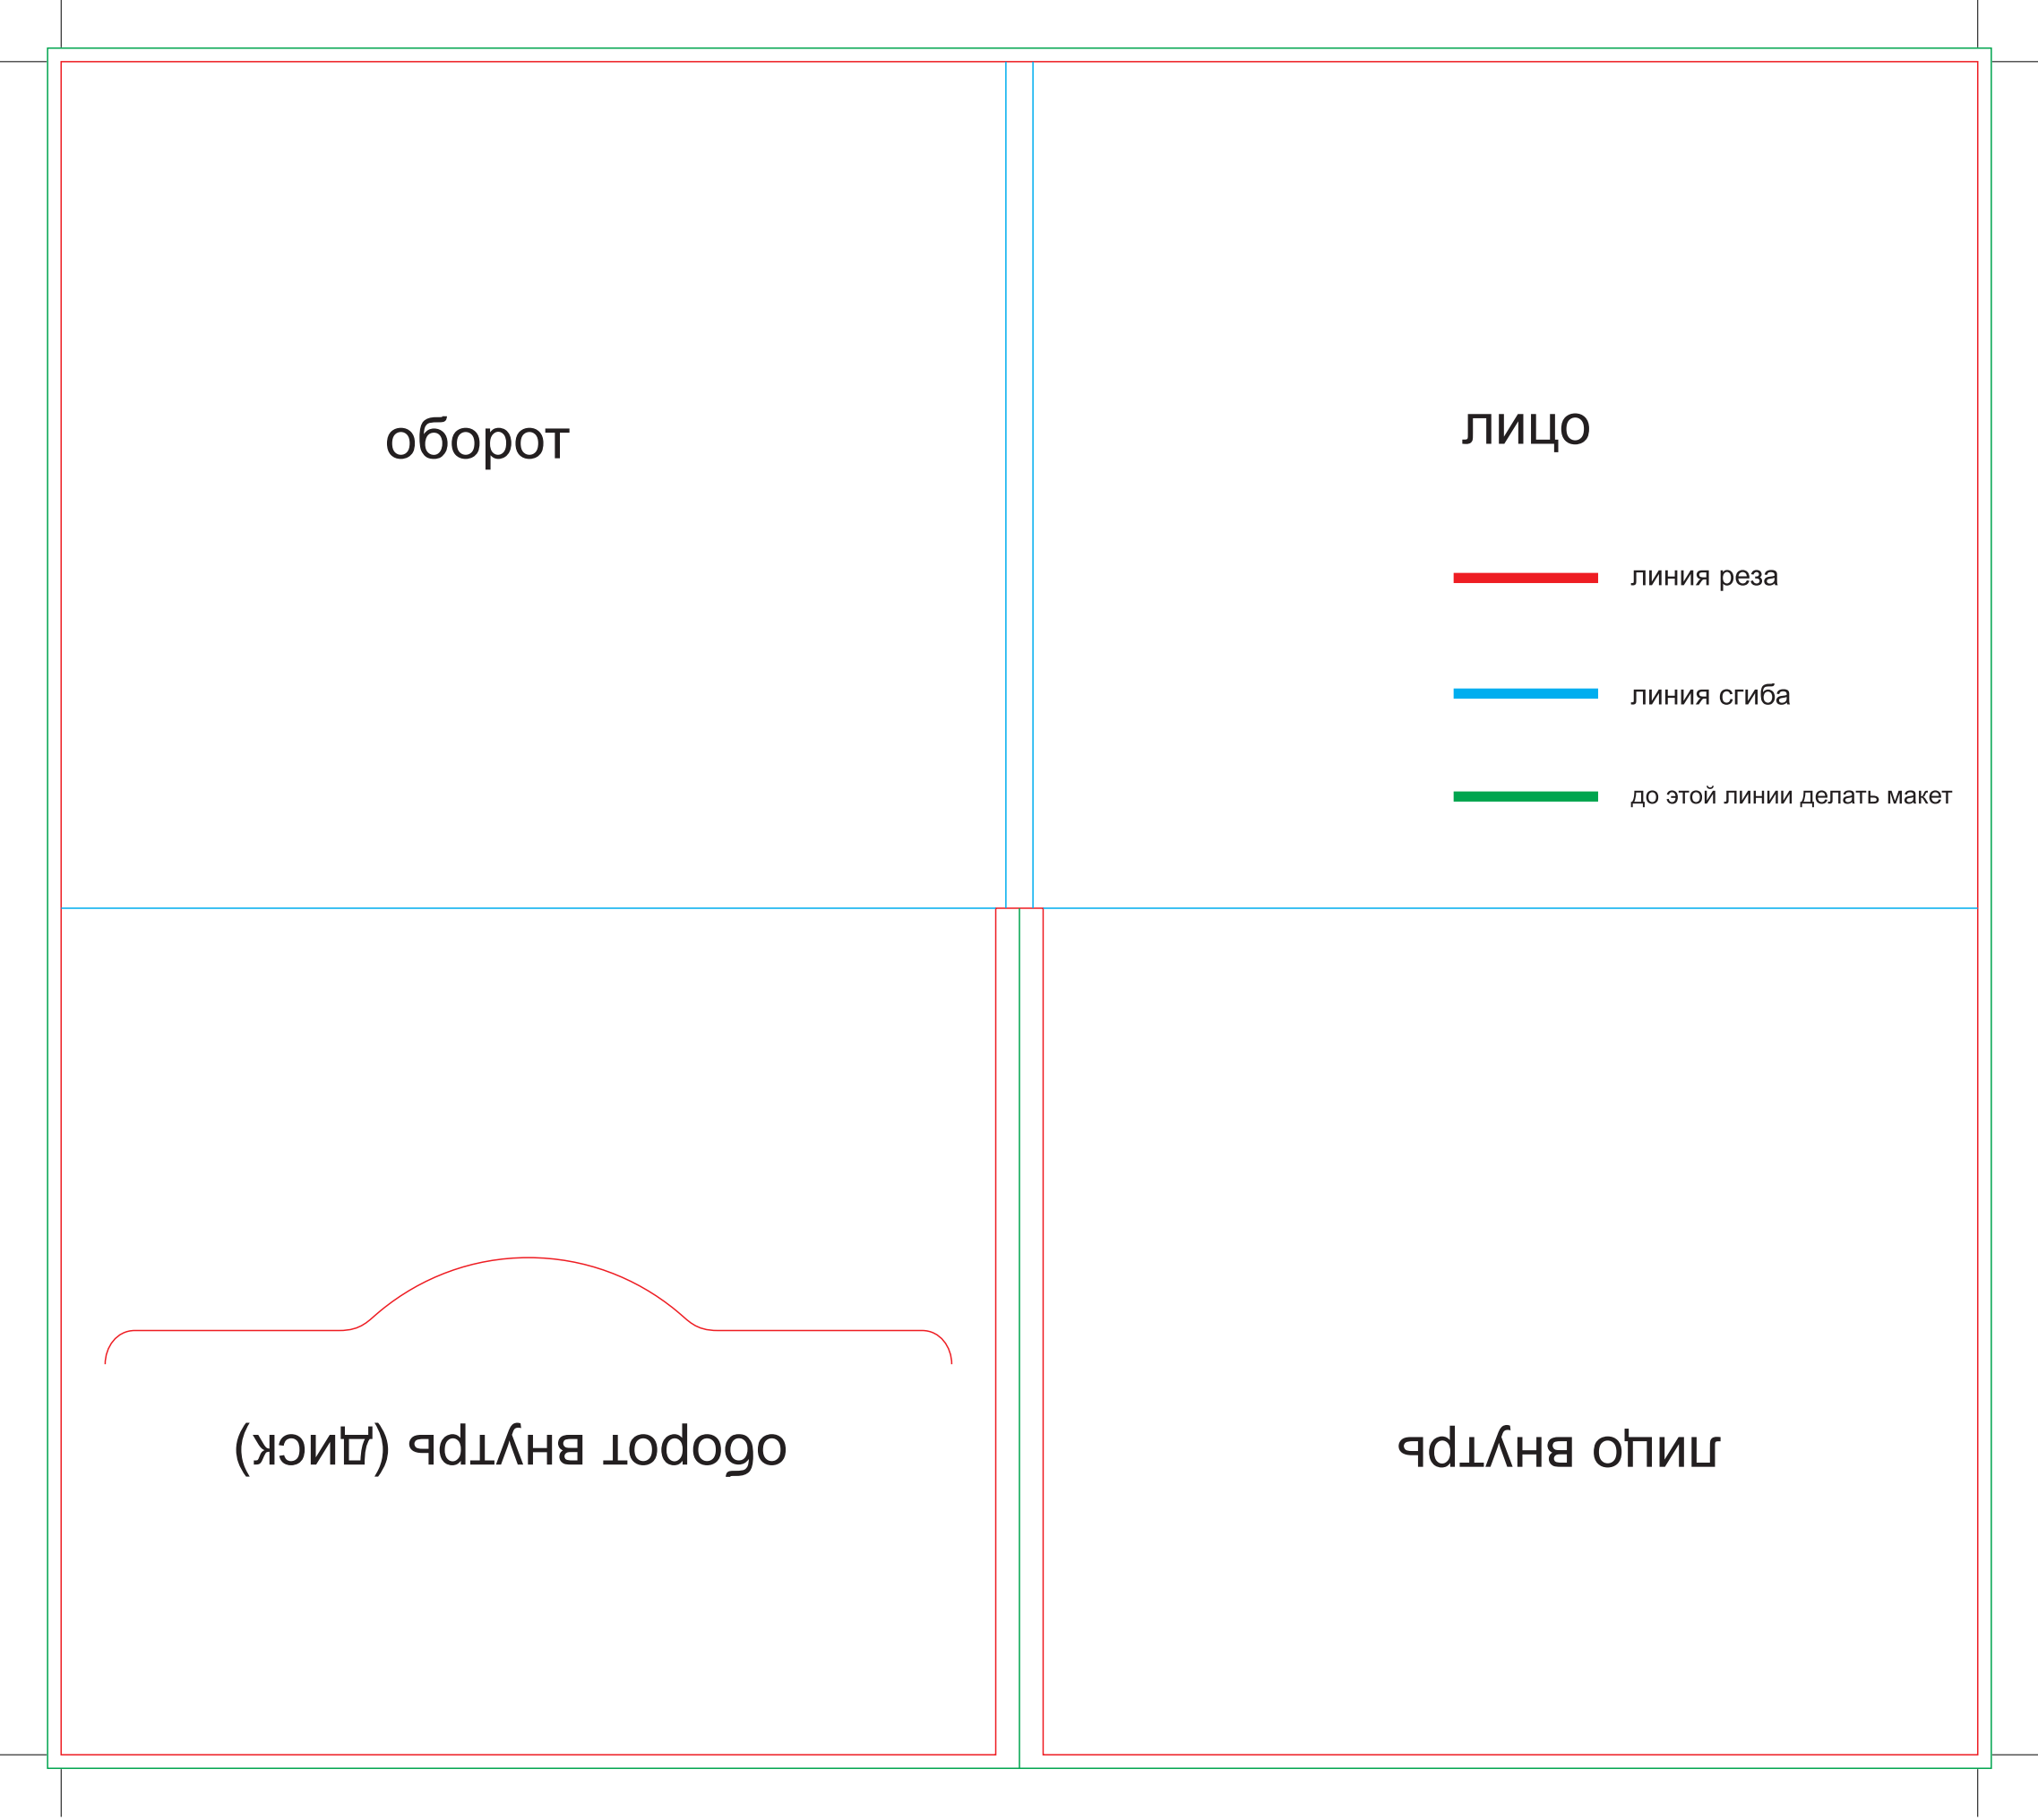 оборот
лицо
линия реза
линия сгиба
до этой линии делать макет
оборот внутрь (диск)
лицо внутрь